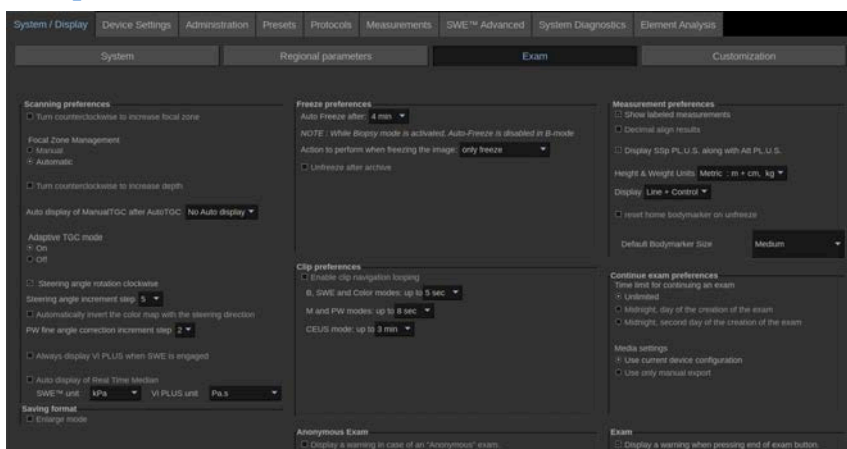 System / Display Device Settings Administration Presets Protocols Measurements SWE™ Advanced System Diagnostics Element Analysis
System Regional parameters Exam Customization
Scanning preferences
Turn counterclockwise to increase focal zone
Focal Zone Management
Manual
Automatic
Turn counterclockwise to increase depth
Auto display of ManualTGC after AutoTGC No Auto display
Adaptive TGC mode
On
Off
Steering angle rotation clockwise
Steering angle increment step 5
Automatically invert the color map with the steering direction
PW fine angle correction increment step 2
Always display Vi PLUS when SWE is engaged
Auto display of Real Time Median
SWE™ unit kPa Vi PLUS unit Pa.s
Saving format
Enlarge mode
Freeze preferences
Auto Freeze after: 4 min
NOTE : While Biopsy mode is activated, Auto-Freeze is disabled in B-mode
Action to perform when freezing the image: only freeze
Unfreeze after archive
Clip preferences
Enable clip navigation looping
B, SWE and Color modes: up to 5 sec
M and PW modes: up to 8 sec
CEUS mode: up to 3 min
Anonymous Exam
Display a warning in case of an "Anonymous" exam.
Measurement preferences
Show labeled measurements
Decimal align results
Display SSp PL.U.S. along with Att PL.U.S.
Height & Weight Units Metric : m + cm, kg
Display Line + Control
reset home bodymarker on unfreeze
Default Bodymarker Size Medium
Continue exam preferences
Time limit for continuing an exam
Unlimited
Midnight, day of the creation of the exam
Midnight, second day of the creation of the exam
Media settings
Use current device configuration
Use only manual export
Exam
Display a warning when pressing end of exam button.